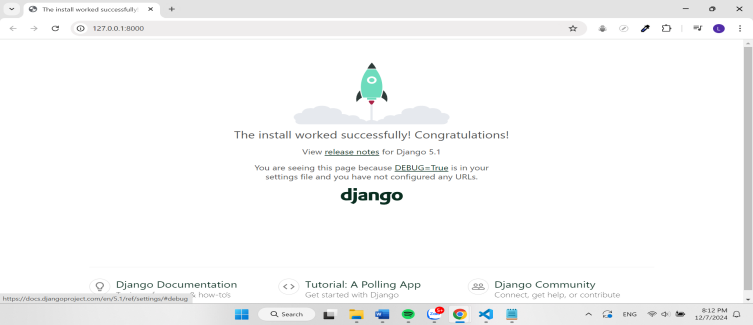 The install worked successfully!
127.0.0.1:8000
L
The install worked successfully! Congratulations!
View release notes for Django 5.1
You are seeing this page because DEBUG=True is in your
settings file and you have not configured any URLs.
django
Django Documentation
& how-to's
Tutorial: A Polling App
Get started with Django
Django Community
Connect, get help, or contribute
https://docs.djangoproject.com/en/5.1/ref/settings/#debug
Search
5+
ENG
8:12 PM
12/7/2024